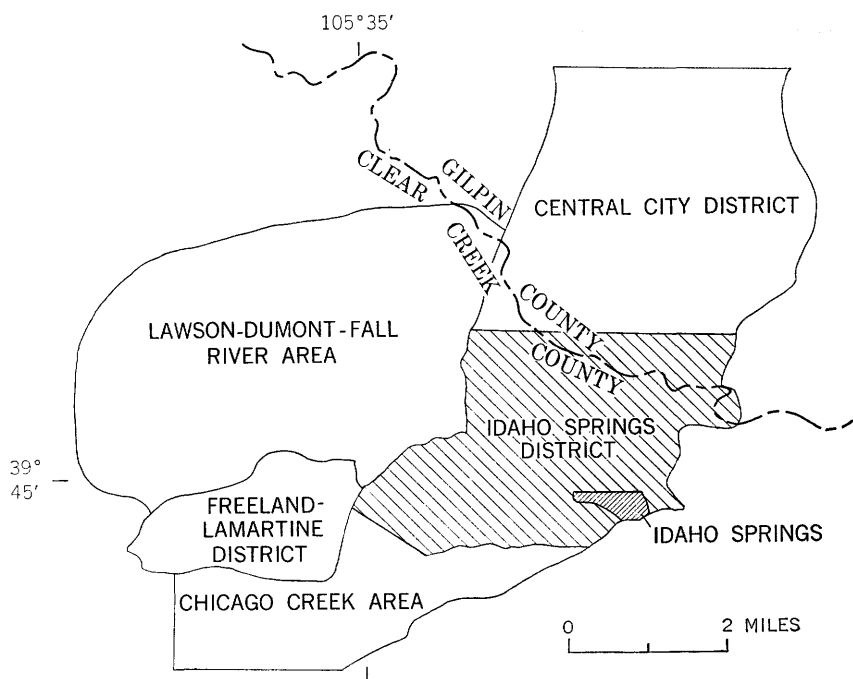 105°35′
GILPIN
CLEAR
CENTRAL CITY DISTRICT
CREEK
COUNTY
COUNTY
LAWSON-DUMONT-FALL
RIVER AREA
IDAHO SPRINGS
DISTRICT
39°
45′
FREELAND-
LAMARTINE
DISTRICT
IDAHO SPRINGS
CHICAGO CREEK AREA
0 2 MILES